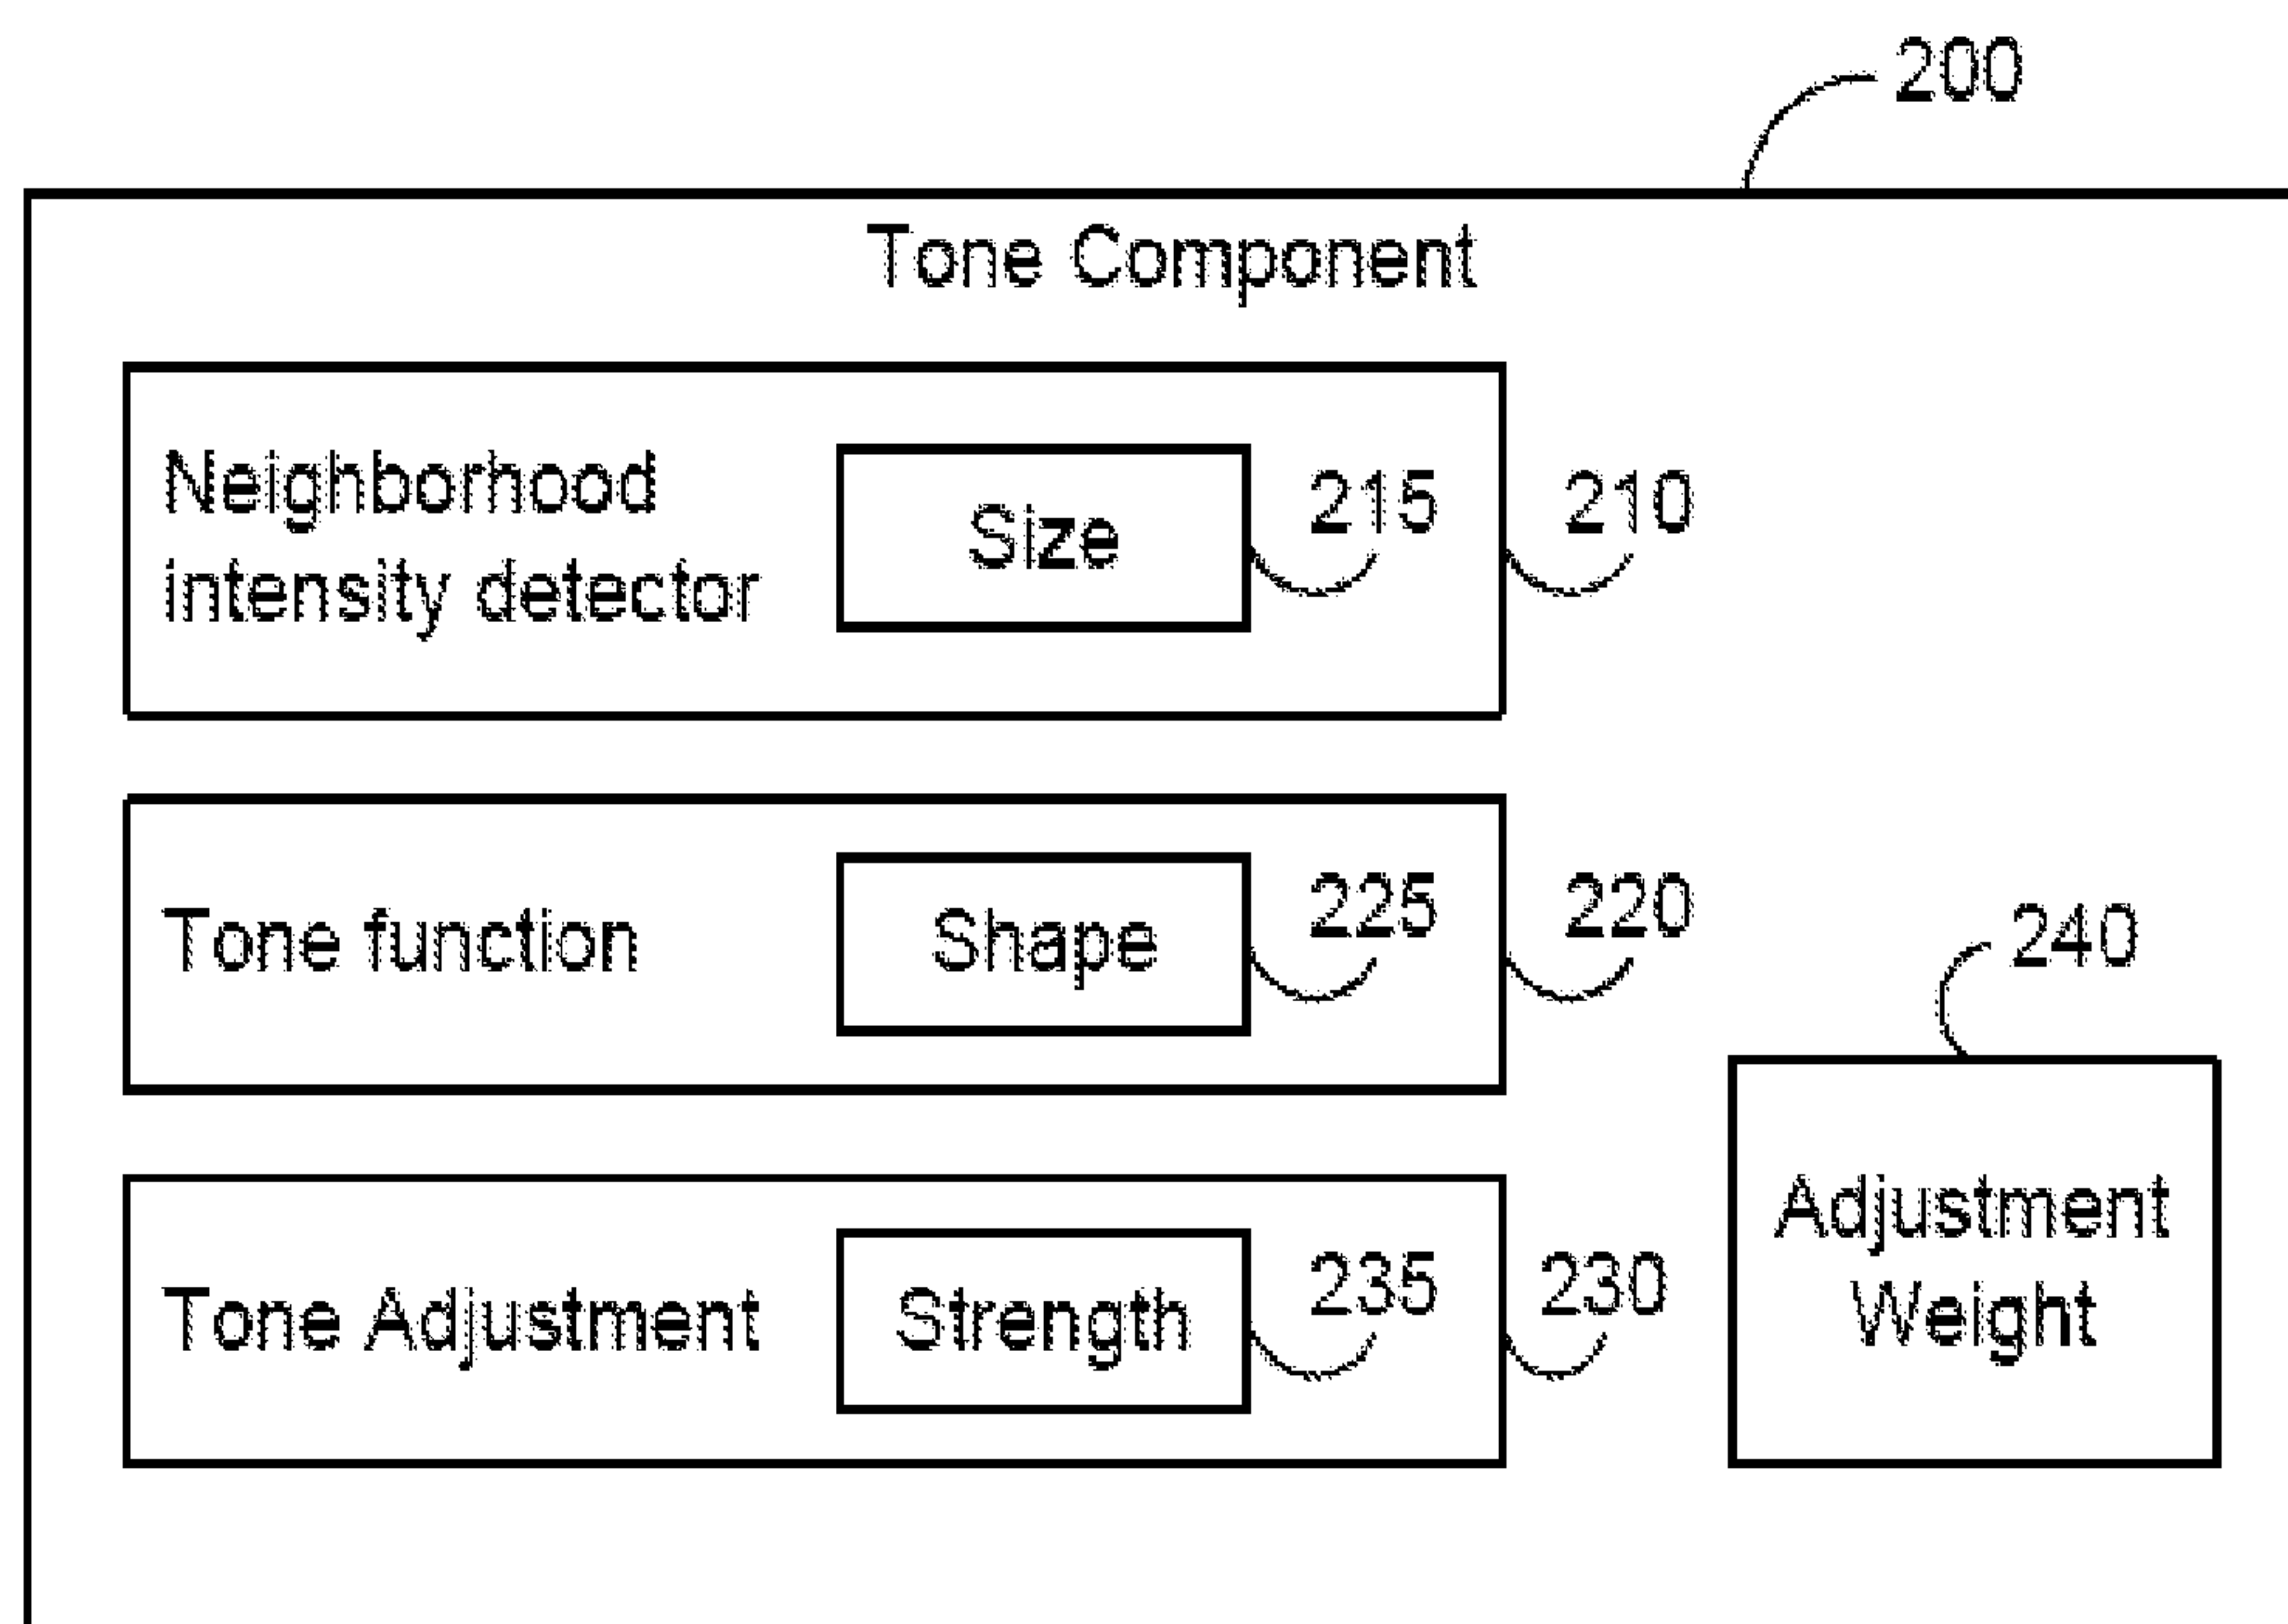 200
Tone Component
Neighborhood
intensity detector
Size
215
210
Tone function
Shape
225
220
240
Tone Adjustment
Strength
235
230
Adjustment
Weight